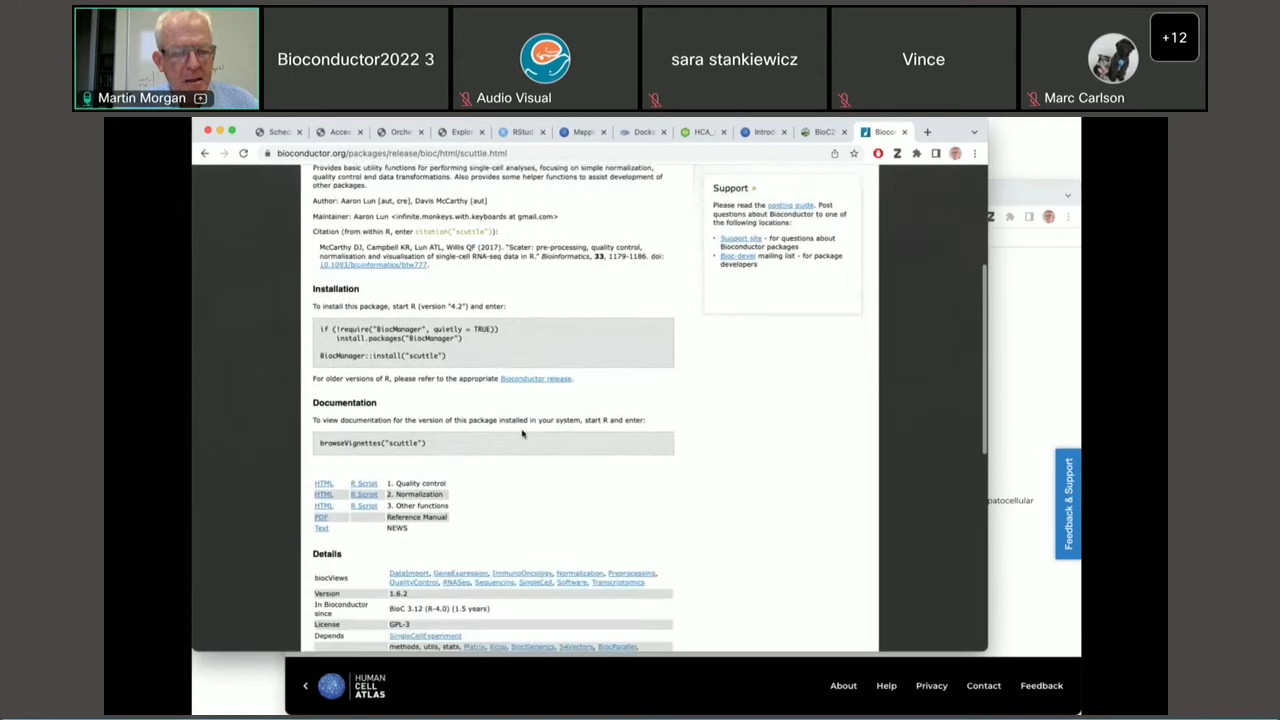 +12
Martin Morgan
Bioconductor2022 3
Audio Visual
sara stankiewicz
Vince
Marc Carlson
Sched
Acces
Orche
Explo
RStud
Mapp
Docks
HCA_
Introd
BioC2
Bioco
bioconductor.org/packages/release/bioc/html/scuttle.html
Provides basic utility functions for performing single-cell analyses, focusing on simple normalization,
quality control and data transformations. Also provides some helper functions to assist development of
other packages.
Author: Aaron Lun [aut, cre], Davis McCarthy [aut]
Maintainer: Aaron Lun <infinite.monkeys.with.keyboards at gmail.com>
Citation (from within R, enter citation("scuttle")):
McCarthy DJ, Campbell KR, Lun ATL, Willis QF (2017). "Scater: pre-processing, quality control,
normalisation and visualisation of single-cell RNA-seq data in R." Bioinformatics, 33, 1179-1186. doi:
10.1093/bioinformatics/btw777.
Installation
To install this package, start R (version "4.2") and enter:
if (!require("BiocManager", quietly = TRUE))
install.packages("BiocManager")
BiocManager::install("scuttle")
For older versions of R, please refer to the appropriate Bioconductor release.
Documentation
To view documentation for the version of this package installed in your system, start R and enter:
browseVignettes("scuttle")
HTML R Script 1. Quality control
HTML R Script 2. Normalization
HTML R Script 3. Other functions
PDF Reference Manual
Text NEWS
Details
biocViews DataImport, GeneExpression, ImmunoOncology, Normalization, Preprocessing,
QualityControl, RNASeq, Sequencing, SingleCell, Software, Transcriptomics
Version 1.6.2
In Bioconductor since BioC 3.12 (R-4.0) (1.5 years)
License GPL-3
Depends SingleCellExperiment
methods, utils, stats, Matrix, Rcpp, BiocGenerics, S4Vectors, BiocParallel,
Support »
Please read the posting guide. Post
questions about Bioconductor to one of
the following locations:
• Support site - for questions about
Bioconductor packages
• Bioc-devel mailing list - for package
developers
patocellular
Feedback & Support
HUMAN
CELL
ATLAS
About
Help
Privacy
Contact
Feedback